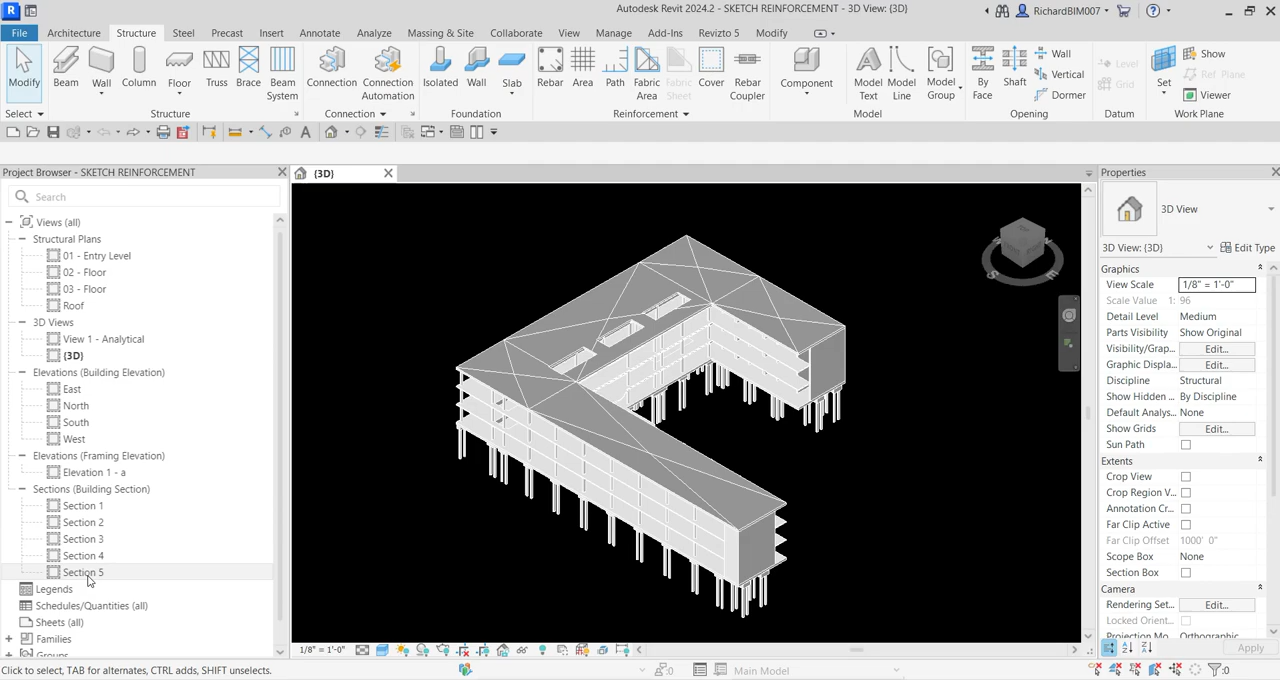 Autodesk Revit 2024.2 - SKETCH REINFORCEMENT - 3D View: {3D}
RichardBIM007
File Architecture Structure Steel Precast Insert Annotate Analyze Massing & Site Collaborate View Manage Add-Ins Revizto 5 Modify
Modify Beam Wall Column Floor Truss Brace Beam System
Connection Connection Automation
Isolated Wall Slab
Rebar Area Path Fabric Area Fabric Sheet Cover Rebar Coupler
Component Model Text Model Line Model Group
By Face Shaft Wall Vertical Dormer
Level Grid
Set Show Ref Plane Viewer
Select Structure Connection Foundation Reinforcement Model Opening Datum Work Plane
Project Browser - SKETCH REINFORCEMENT
Search
Views (all)
Structural Plans
01 - Entry Level
02 - Floor
03 - Floor
Roof
3D Views
View 1 - Analytical
{3D}
Elevations (Building Elevation)
East
North
South
West
Elevations (Framing Elevation)
Elevation 1 - a
Sections (Building Section)
Section 1
Section 2
Section 3
Section 4
Section 5
Legends
Schedules/Quantities (all)
Sheets (all)
Families
Groups
{3D}
Properties
3D View
3D View: {3D} Edit Type
Graphics
View Scale 1/8" = 1'-0"
Scale Value 1: 96
Detail Level Medium
Parts Visibility Show Original
Visibility/Grap... Edit...
Graphic Displa... Edit...
Discipline Structural
Show Hidden ... By Discipline
Default Analys... None
Show Grids Edit...
Sun Path
Extents
Crop View
Crop Region V...
Annotation Cr...
Far Clip Active
Far Clip Offset 1000' 0"
Scope Box None
Section Box
Camera
Rendering Set... Edit...
Locked Orient...
Projection Mo... Orthographic
Apply
1/8" = 1'-0"
Click to select, TAB for alternates, CTRL adds, SHIFT unselects.
:0
Main Model
:0